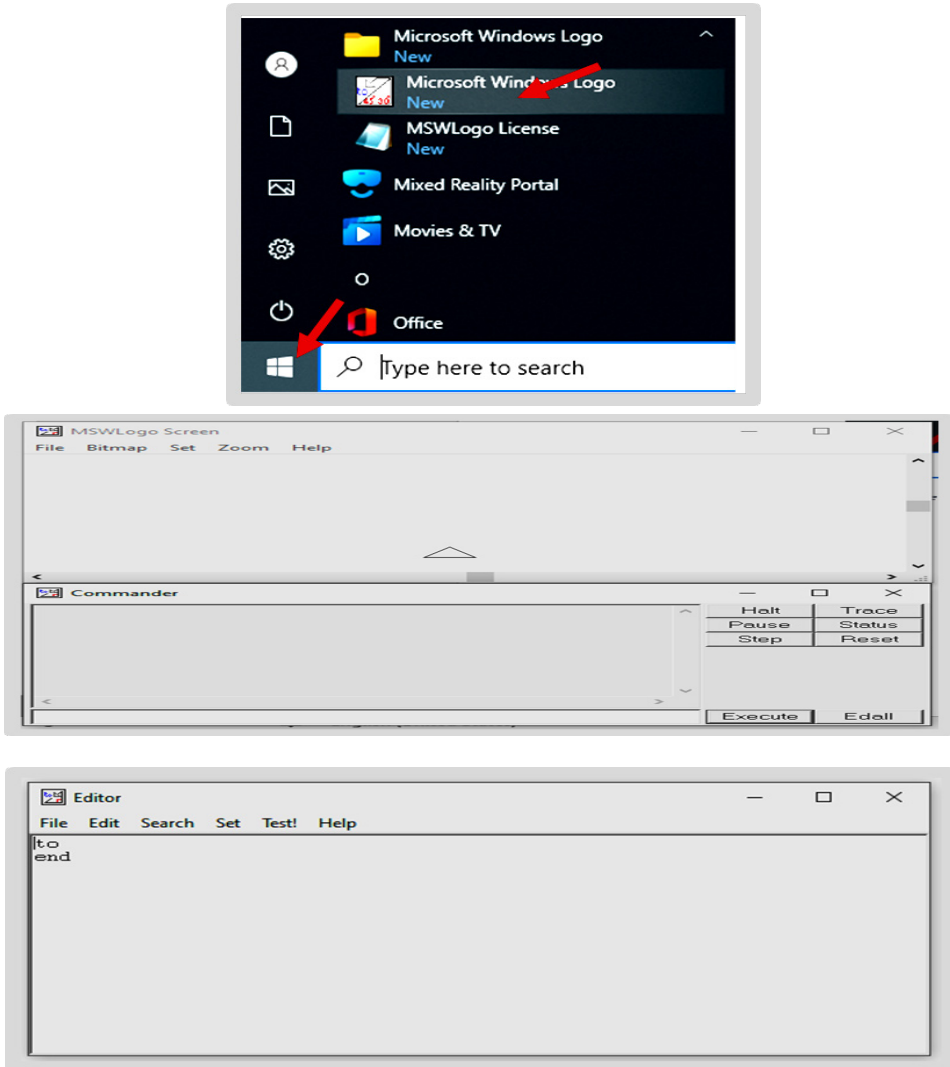 Microsoft Windows Logo
New
Microsoft Windows Logo
New
MSWLogo License
New
Mixed Reality Portal
Movies & TV
O
Office
Type here to search
MSWLogo Screen
File Bitmap Set Zoom Help
Commander
Halt Trace
Pause Status
Step Reset
Execute Edall
Editor
File Edit Search Set Test! Help
to
end